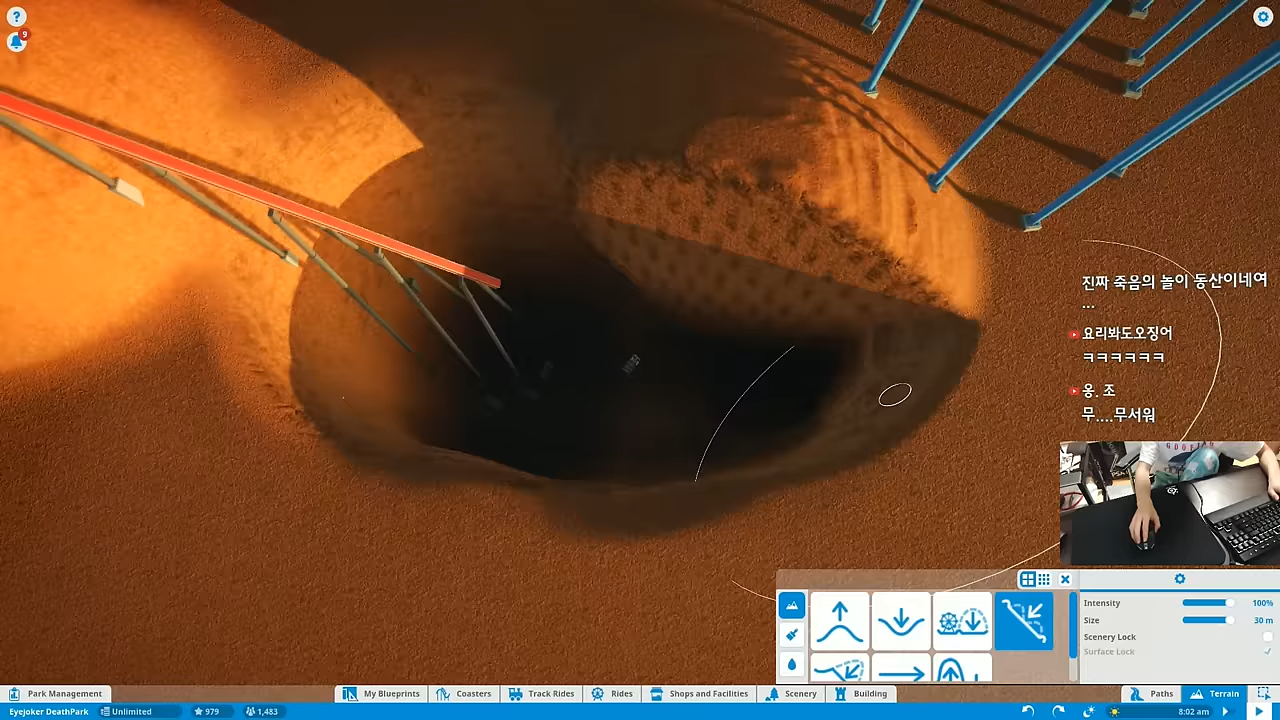 ?
9
진짜 죽음의 놀이 동산이네여
...
요리봐도오징어
ㅋㅋㅋㅋㅋㅋ
응. 조
무....무서워
Intensity 100%
Size 30 m
Scenery Lock
Surface Lock
Park Management
My Blueprints
Coasters
Track Rides
Rides
Shops and Facilities
Scenery
Building
Paths
Terrain
Eyejoker DeathPark
Unlimited
979
1,483
8:02 am